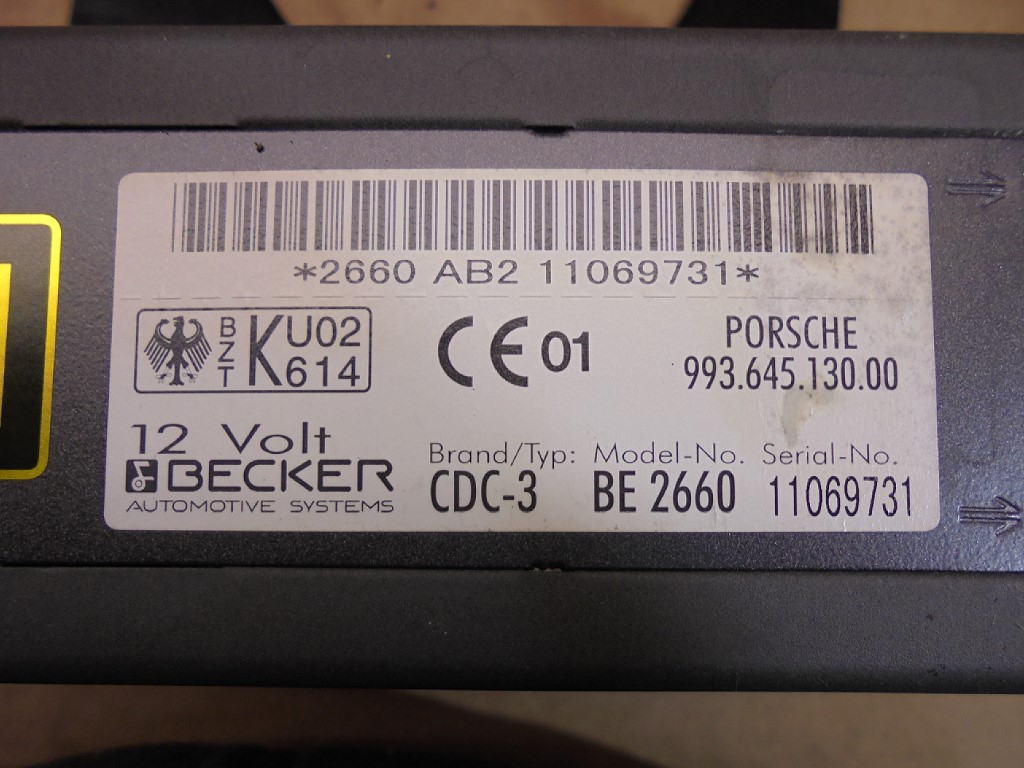 *2660 AB2 11069731*
BZT KU02
614
CE 01
PORSCHE
993.645.130.00
12 Volt
BECKER
AUTOMOTIVE SYSTEMS
Brand/Typ: Model-No. Serial-No.
CDC-3 BE 2660 11069731